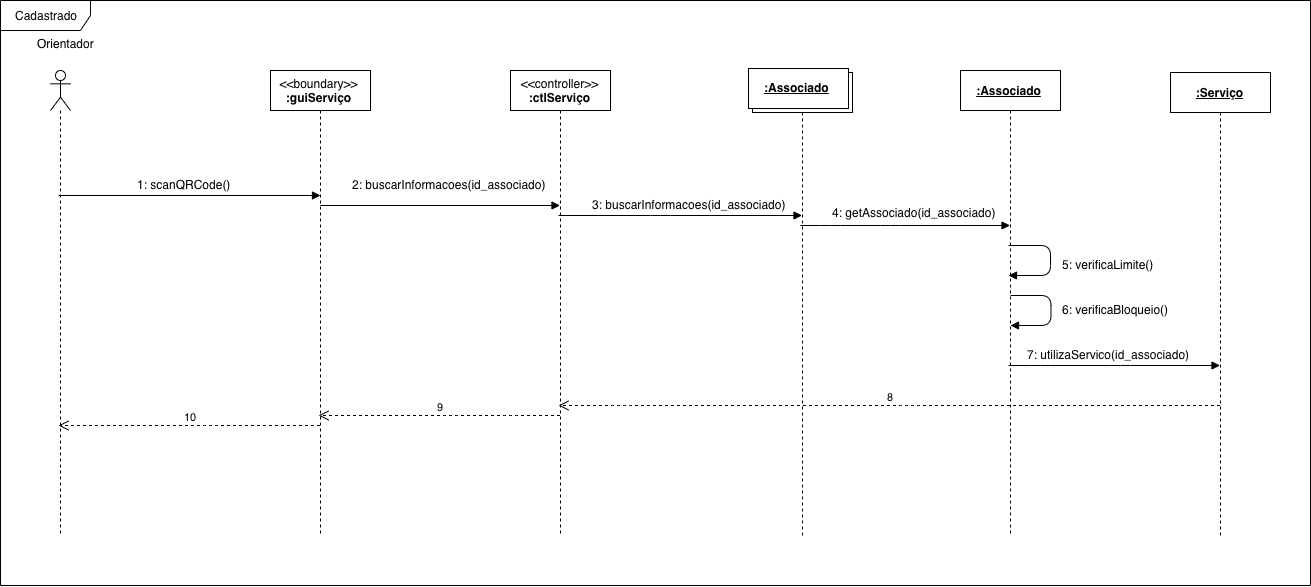 Cadastrado
Orientador
<<boundary>>
:guiServiço
<<controller>>
:ctlServiço
:Associado
:Associado
:Serviço
1: scanQRCode()
2: buscarInformacoes(id_associado)
3: buscarInformacoes(id_associado)
4: getAssociado(id_associado)
5: verificaLimite()
6: verificaBloqueio()
7: utilizaServico(id_associado)
8
9
10